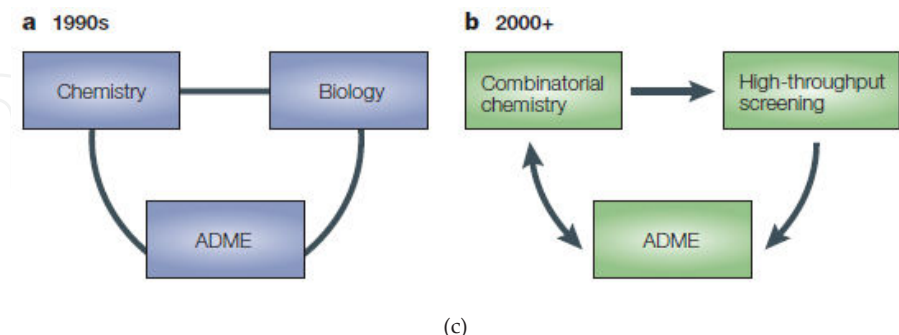 a 1990s
Chemistry
Biology
ADME
b 2000+
Combinatorial
chemistry
High-throughput
screening
ADME
(c)